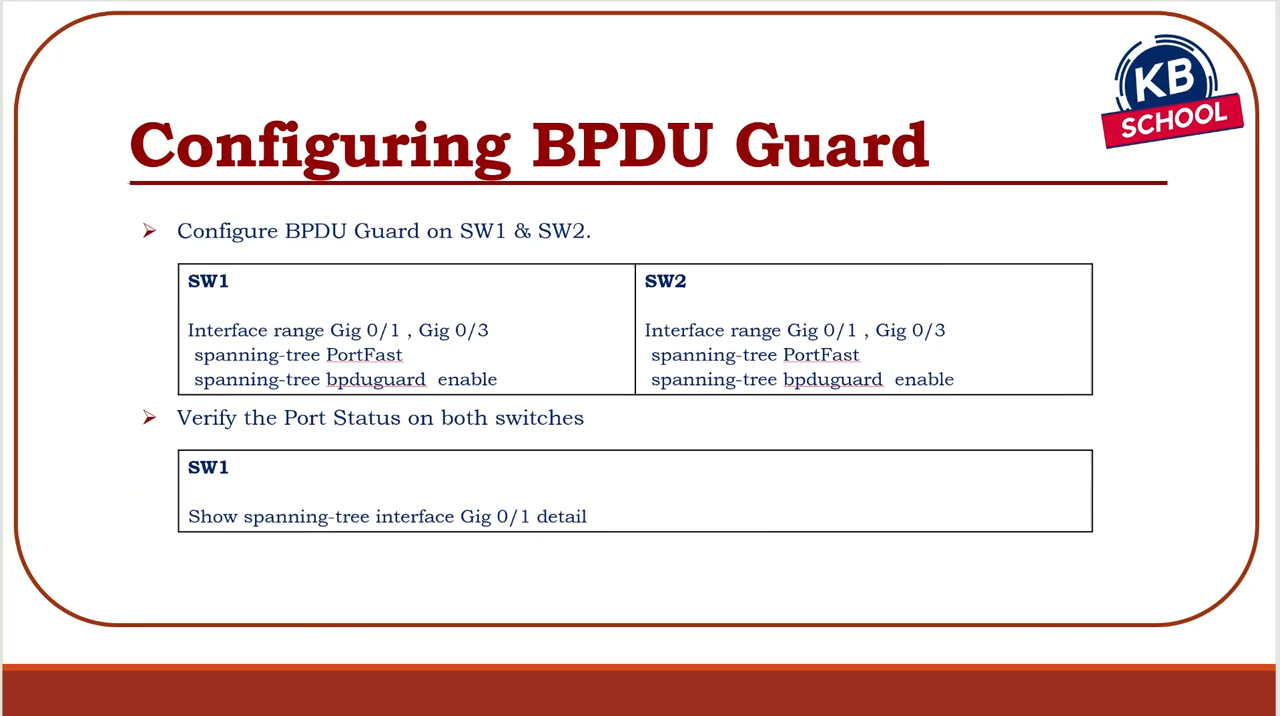 KB
SCHOOL
Configuring BPDU Guard
Configure BPDU Guard on SW1 & SW2.
SW1
Interface range Gig 0/1 , Gig 0/3
spanning-tree PortFast
spanning-tree bpduguard  enable
SW2
Interface range Gig 0/1 , Gig 0/3
spanning-tree PortFast
spanning-tree bpduguard  enable
Verify the Port Status on both switches
SW1
Show spanning-tree interface Gig 0/1 detail